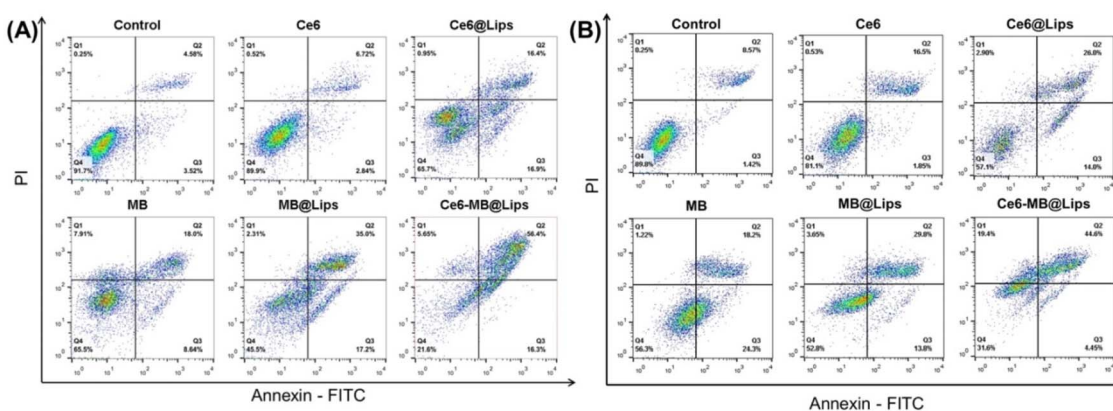 (A)
Control
Q1
0.25%
Q2
4.58%
Q4
91.7%
Q3
3.52%
Ce6
Q1
0.52%
Q2
6.72%
Q4
89.9%
Q3
2.84%
Ce6@Lips
Q1
0.95%
Q2
16.4%
Q4
65.7%
Q3
16.9%
MB
Q1
7.91%
Q2
18.0%
Q4
65.5%
Q3
8.64%
MB@Lips
Q1
2.31%
Q2
35.0%
Q4
45.5%
Q3
17.2%
Ce6-MB@Lips
Q1
5.65%
Q2
56.4%
Q4
21.6%
Q3
16.3%
PI
Annexin - FITC
(B)
Control
Q1
0.25%
Q2
8.57%
Q4
89.8%
Q3
1.42%
Ce6
Q1
0.53%
Q2
16.5%
Q4
81.1%
Q3
1.85%
Ce6@Lips
Q1
2.98%
Q2
26.0%
Q4
57.1%
Q3
14.0%
MB
Q1
1.22%
Q2
18.2%
Q4
56.3%
Q3
24.3%
MB@Lips
Q1
3.65%
Q2
29.8%
Q4
52.8%
Q3
13.8%
Ce6-MB@Lips
Q1
19.4%
Q2
44.6%
Q4
31.6%
Q3
4.45%
PI
Annexin - FITC